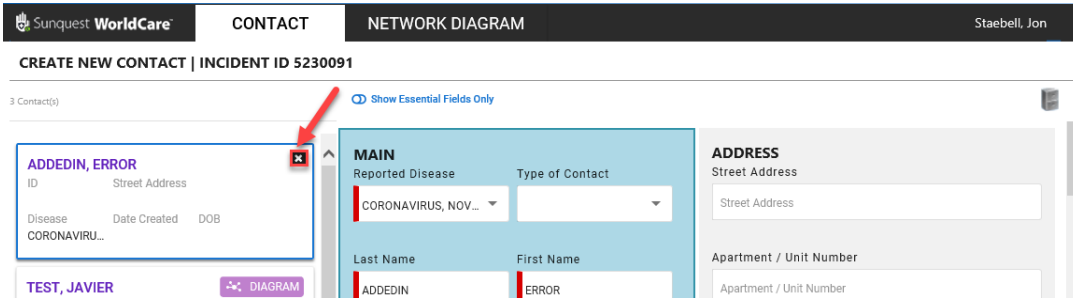 Sunquest WorldCare™ CONTACT NETWORK DIAGRAM Staebell, Jon
CREATE NEW CONTACT | INCIDENT ID 5230091
3 Contact(s) Show Essential Fields Only
ADDEDIN, ERROR
ID Street Address
Disease Date Created DOB
CORONAVIRU...
TEST, JAVIER DIAGRAM
MAIN
Reported Disease Type of Contact
CORONAVIRUS, NOV...
Last Name First Name
ADDEDIN ERROR
ADDRESS
Street Address
Street Address
Apartment / Unit Number
Apartment / Unit Number